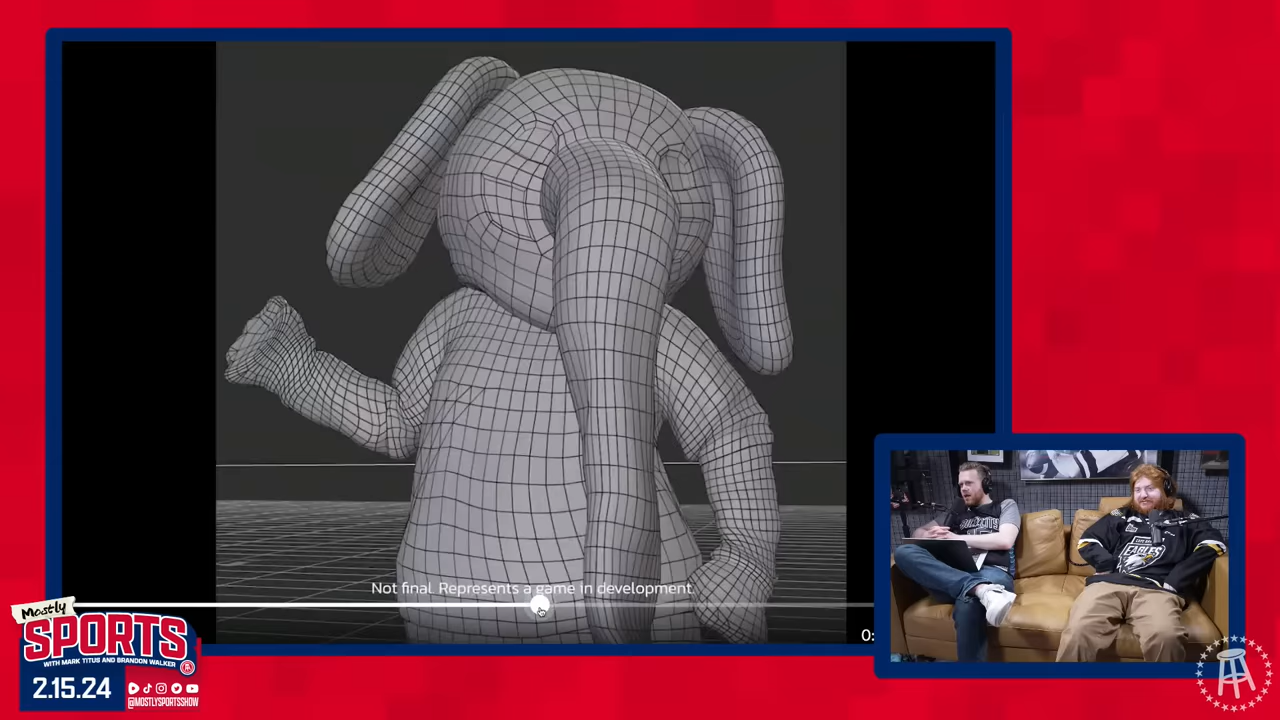 Not final. Represents a game in development.
0:
Mostly
SPORTS
WITH MARK TITUS AND BRANDON WALKER
2.15.24
@MOSTLYSPORTSSHOW
EAGLES